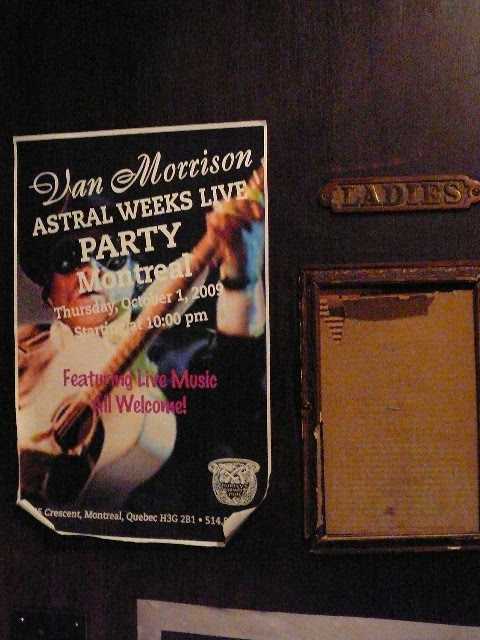 Van Morrison
ASTRAL WEEKS LIVE
PARTY
Montreal
Thursday, October 1, 2009
Starting at 10:00 pm
Featuring Live Music
All Welcome!
Crescent, Montreal, Quebec H3G 2B1 • 514.
LADIES